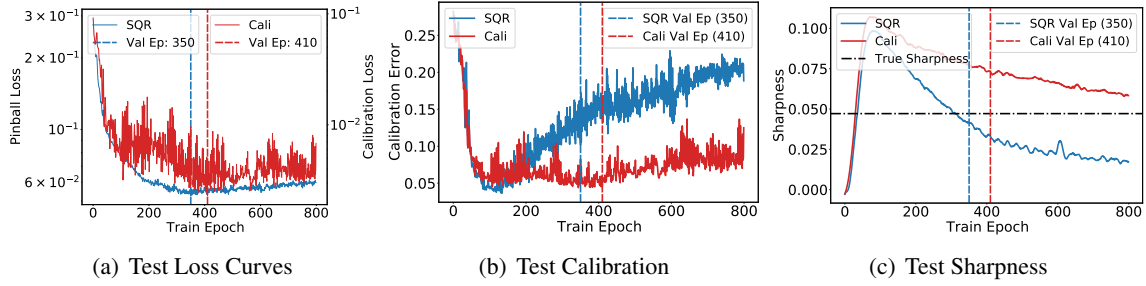 SQR
Val Ep: 350
Cali
Val Ep: 410
3 × 10⁻¹
2 × 10⁻¹
10⁻¹
6 × 10⁻²
Pinball Loss
10⁻¹
10⁻²
Calibration Loss
0 200 400 600 800
Train Epoch
(a) Test Loss Curves
SQR
Cali
SQR Val Ep (350)
Cali Val Ep (410)
0.25
0.20
0.15
0.10
0.05
Calibration Error
0 200 400 600 800
Train Epoch
(b) Test Calibration
SQR
Cali
True Sharpness
SQR Val Ep (350)
Cali Val Ep (410)
0.100
0.075
0.050
0.025
0.000
Sharpness
0 200 400 600 800
Train Epoch
(c) Test Sharpness